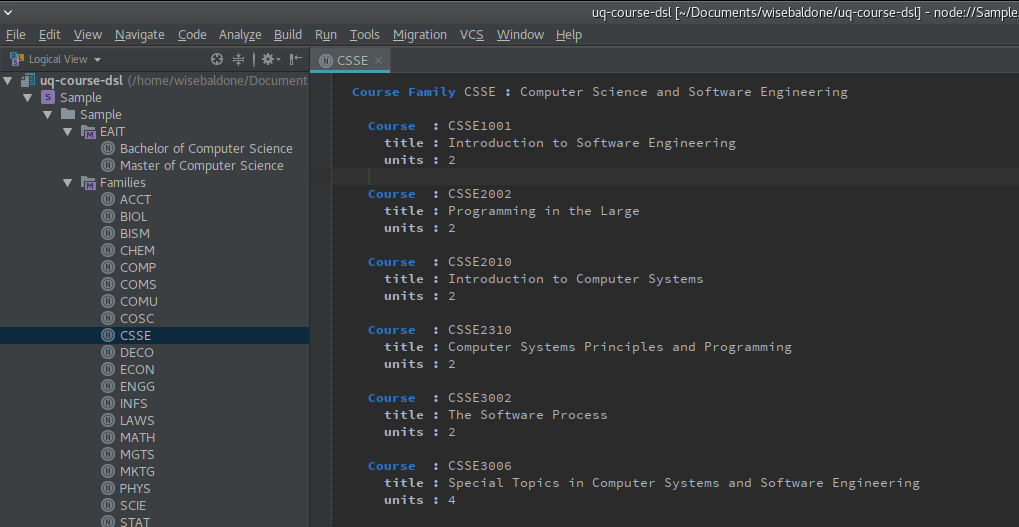 uq-course-dsl [~/Documents/wisebaldone/uq-course-dsl] - node://Sample.
File Edit View Navigate Code Analyze Build Run Tools Migration VCS Window Help
Logical View
CSSE
uq-course-dsl (/home/wisebaldone/Document
Sample
Sample
EAIT
Bachelor of Computer Science
Master of Computer Science
Families
ACCT
BIOL
BISM
CHEM
COMP
COMS
COMU
COSC
CSSE
DECO
ECON
ENGG
INFS
LAWS
MATH
MGTS
MKTG
PHYS
SCIE
STAT
Course Family CSSE : Computer Science and Software Engineering
Course : CSSE1001
title : Introduction to Software Engineering
units : 2
Course : CSSE2002
title : Programming in the Large
units : 2
Course : CSSE2010
title : Introduction to Computer Systems
units : 2
Course : CSSE2310
title : Computer Systems Principles and Programming
units : 2
Course : CSSE3002
title : The Software Process
units : 2
Course : CSSE3006
title : Special Topics in Computer Systems and Software Engineering
units : 4